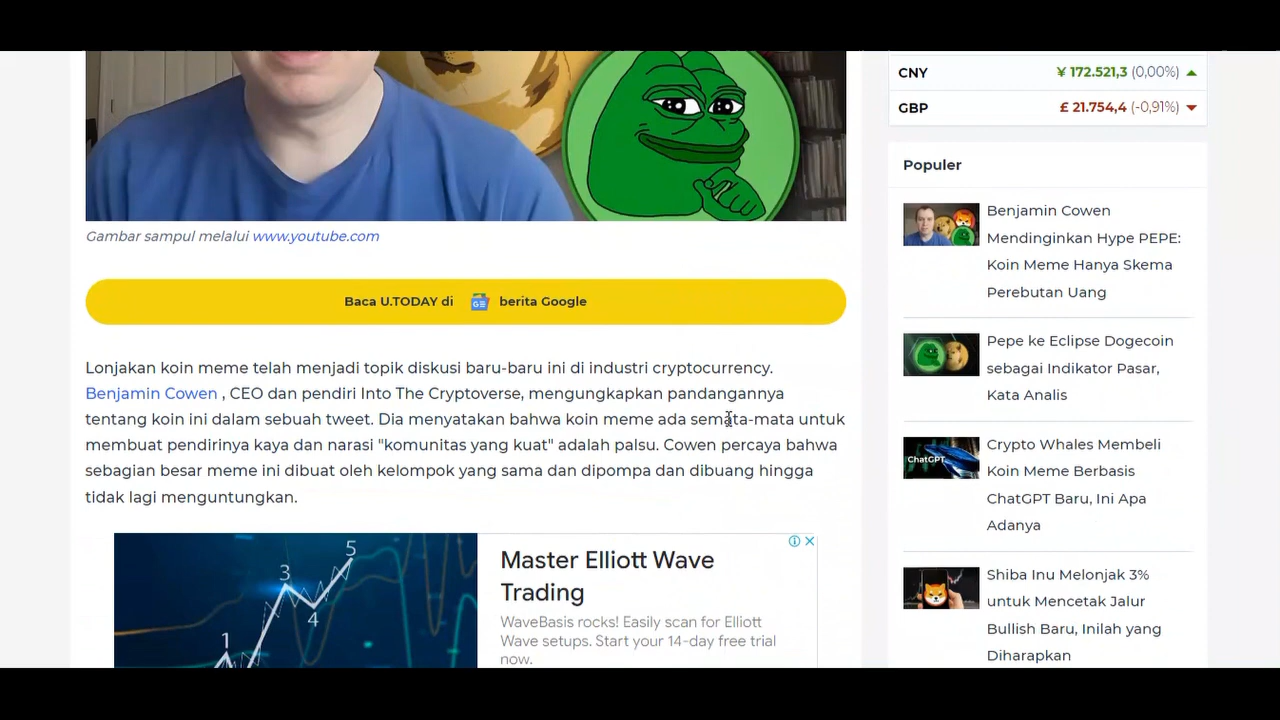 CNY ¥ 172.521,3 (0,00%)
GBP £ 21.754,4 (-0,91%)
Populer
Benjamin Cowen
Mendinginkan Hype PEPE:
Koin Meme Hanya Skema
Perebutan Uang
Pepe ke Eclipse Dogecoin
sebagai Indikator Pasar,
Kata Analis
ChatGPT
Crypto Whales Membeli
Koin Meme Berbasis
ChatGPT Baru, Ini Apa
Adanya
Shiba Inu Melonjak 3%
untuk Mencetak Jalur
Bullish Baru, Inilah yang
Diharapkan
Gambar sampul melalui www.youtube.com
Baca U.TODAY di GE berita Google
Lonjakan koin meme telah menjadi topik diskusi baru-baru ini di industri cryptocurrency.
Benjamin Cowen , CEO dan pendiri Into The Cryptoverse, mengungkapkan pandangannya
tentang koin ini dalam sebuah tweet. Dia menyatakan bahwa koin meme ada semata-mata untuk
membuat pendirinya kaya dan narasi "komunitas yang kuat" adalah palsu. Cowen percaya bahwa
sebagian besar meme ini dibuat oleh kelompok yang sama dan dipompa dan dibuang hingga
tidak lagi menguntungkan.
1
3
4
5
Master Elliott Wave
Trading
WaveBasis rocks! Easily scan for Elliott
Wave setups. Start your 14-day free trial
now.